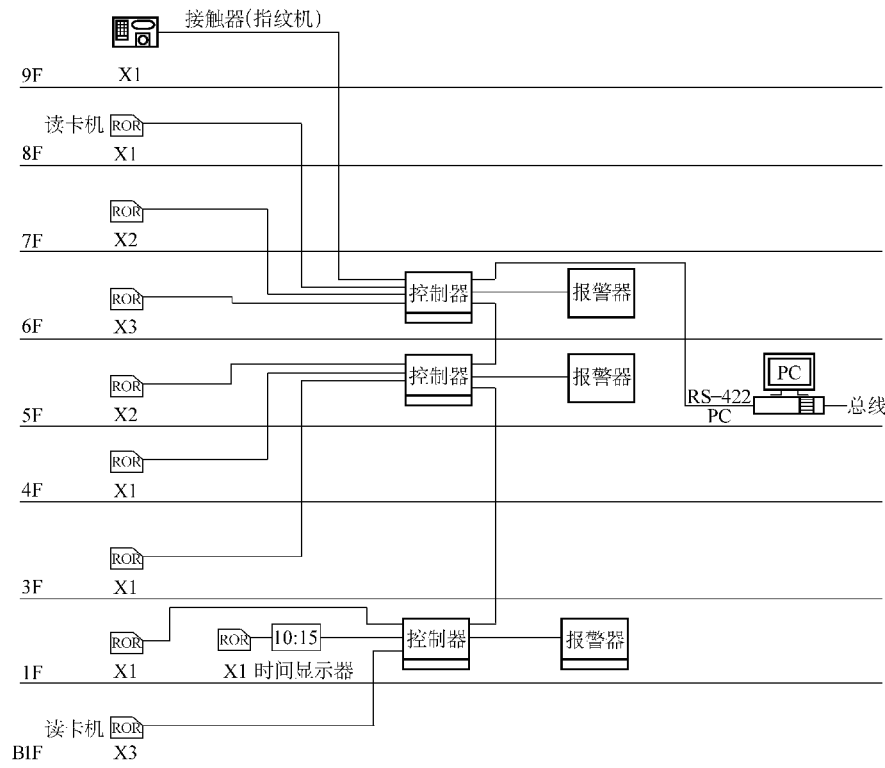 接触器(指纹机)
9F X1
读卡机 ROR
8F X1
ROR
7F X2
控制器 报警器
ROR
6F X3
控制器 报警器 PC
ROR
RS-422 总线
5F X2 PC
ROR
4F X1
ROR
3F X1
ROR ROR 10:15 控制器 报警器
1F X1 X1 时间显示器
读卡机 ROR
B1F X3